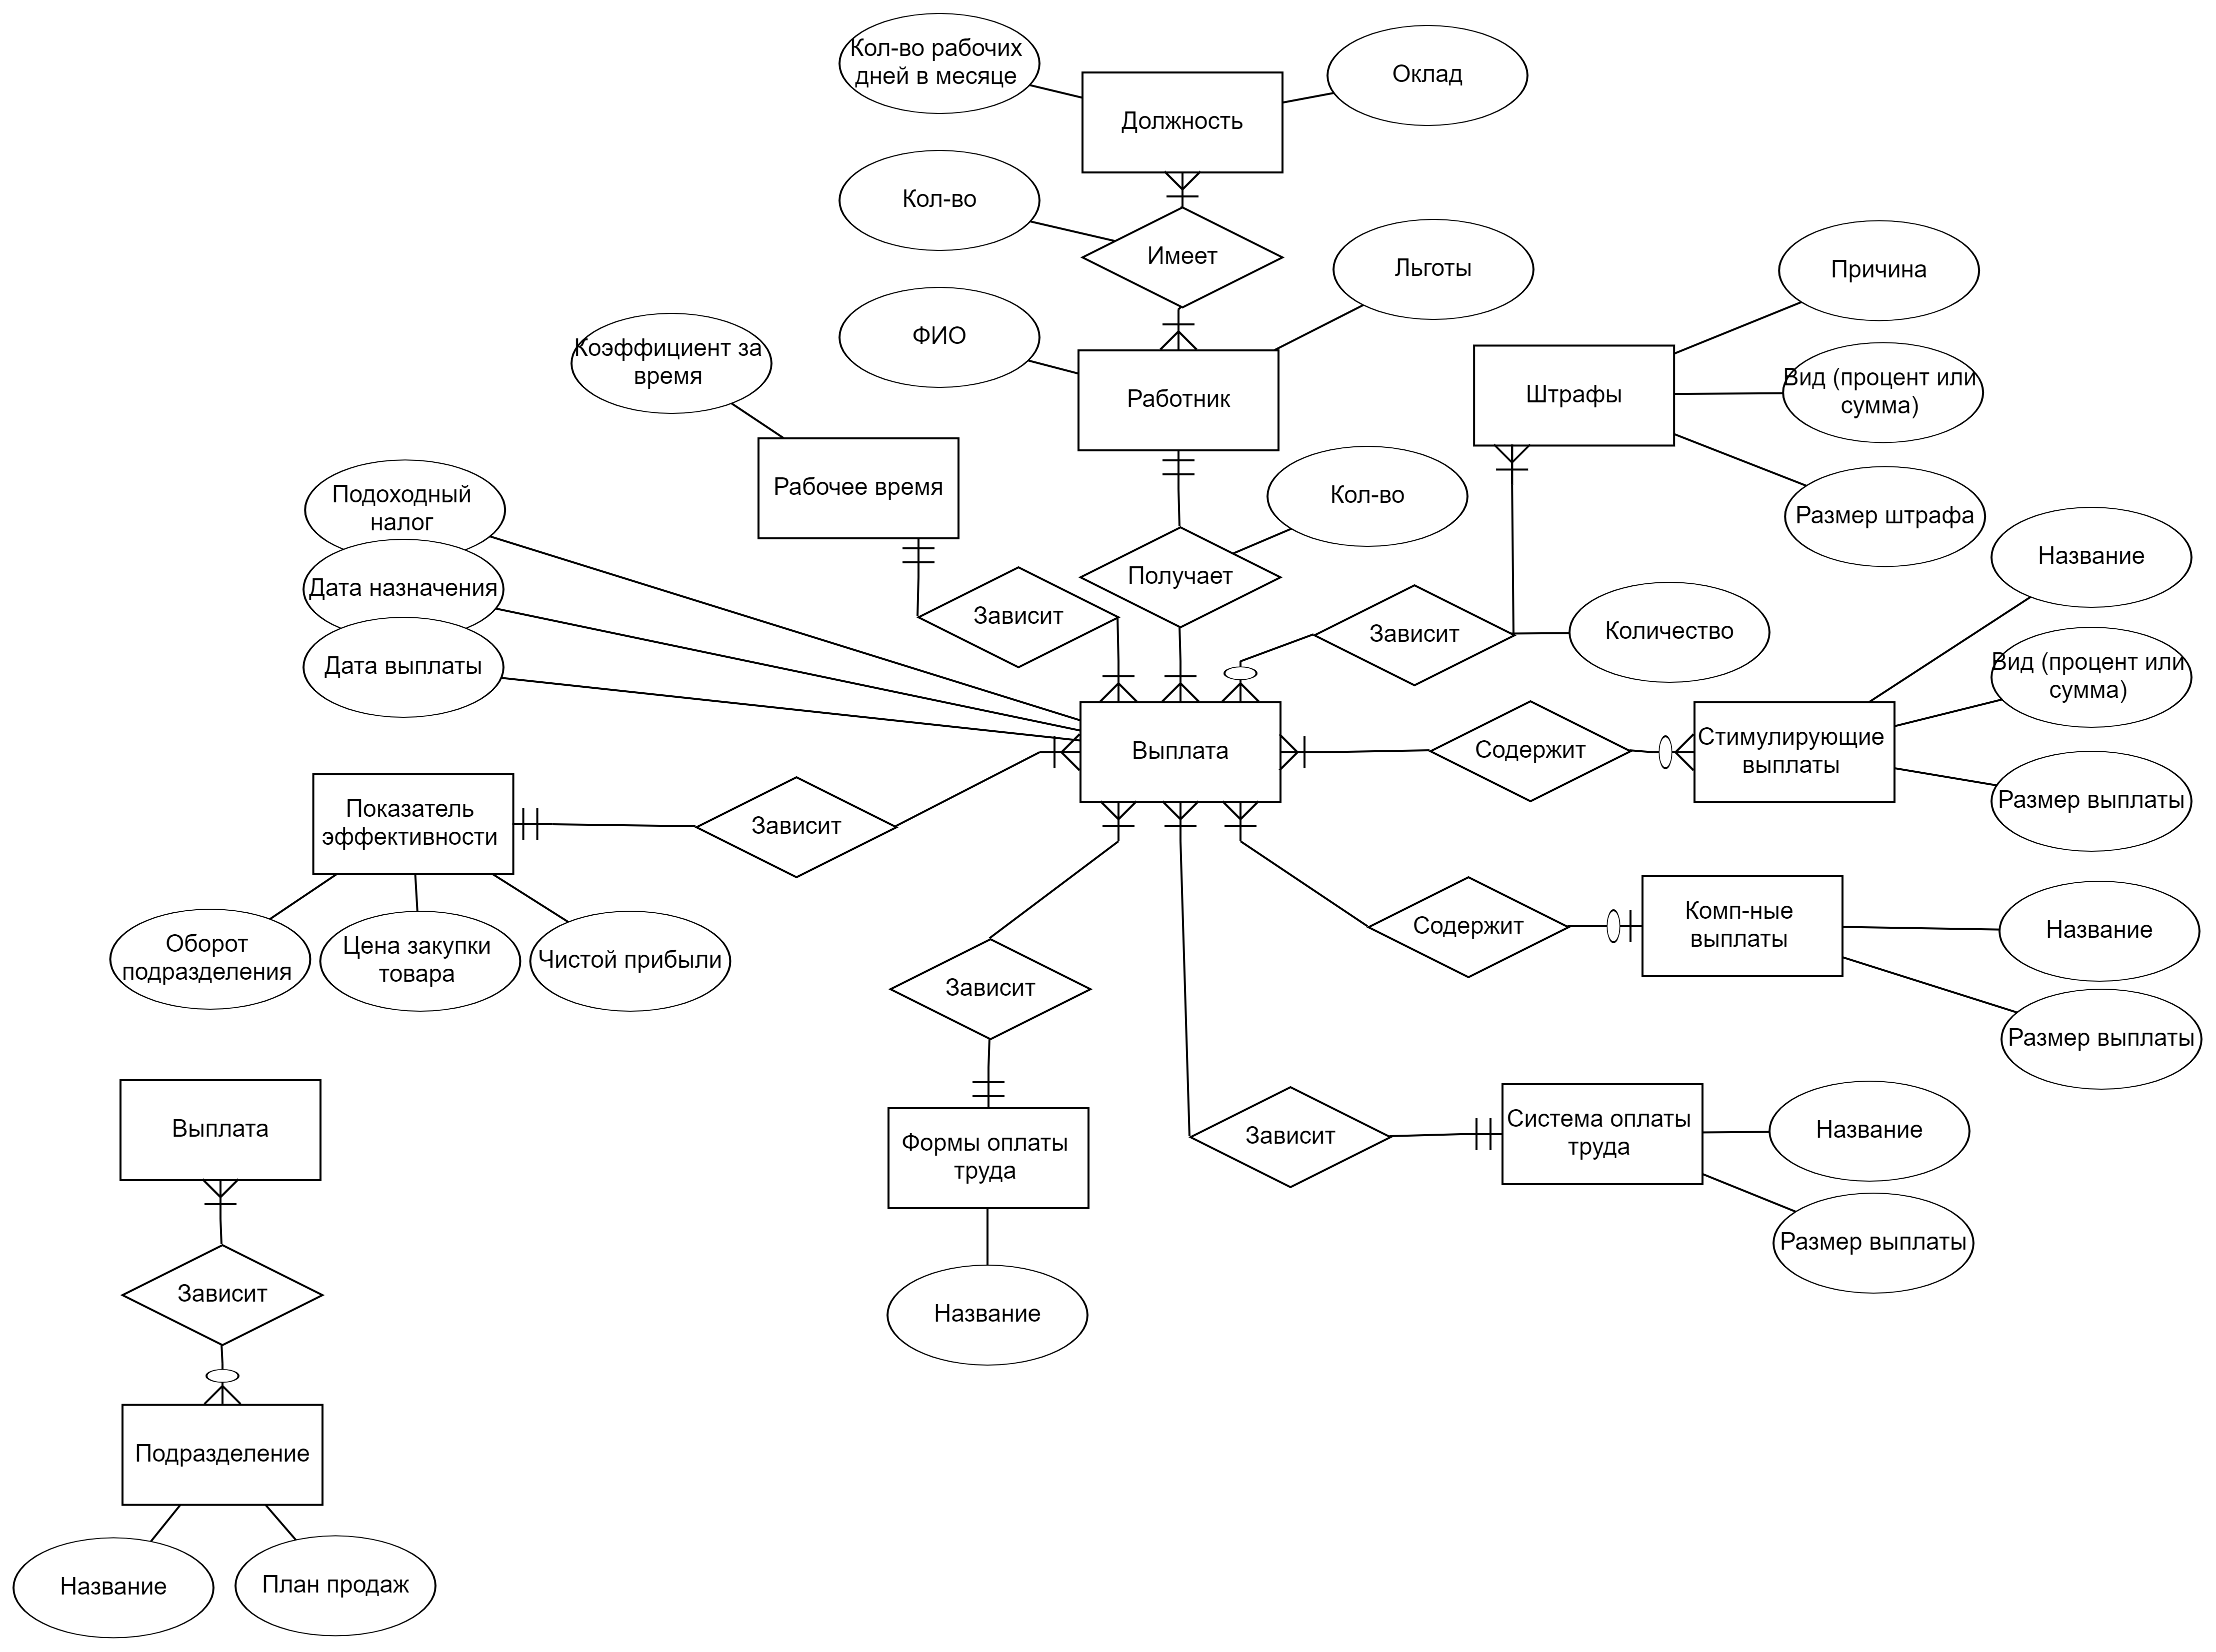 Кол-во рабочих
дней в месяце
Должность
Оклад
Кол-во
Имеет
Льготы
Причина
ФИО
Работник
Коэффициент за
время
Штрафы
Вид (процент или
сумма)
Рабочее время
Кол-во
Размер штрафа
Подоходный
налог
Название
Дата назначения
Получает
Зависит
Зависит
Количество
Дата выплаты
Вид (процент или
сумма)
Выплата
Содержит
Стимулирующие
выплаты
Размер выплаты
Показатель
эффективности
Зависит
Комп-ные
выплаты
Содержит
Название
Оборот
подразделения
Цена закупки
товара
Чистой прибыли
Зависит
Размер выплаты
Выплата
Формы оплаты
труда
Зависит
Система оплаты
труда
Название
Размер выплаты
Зависит
Название
Подразделение
Название
План продаж